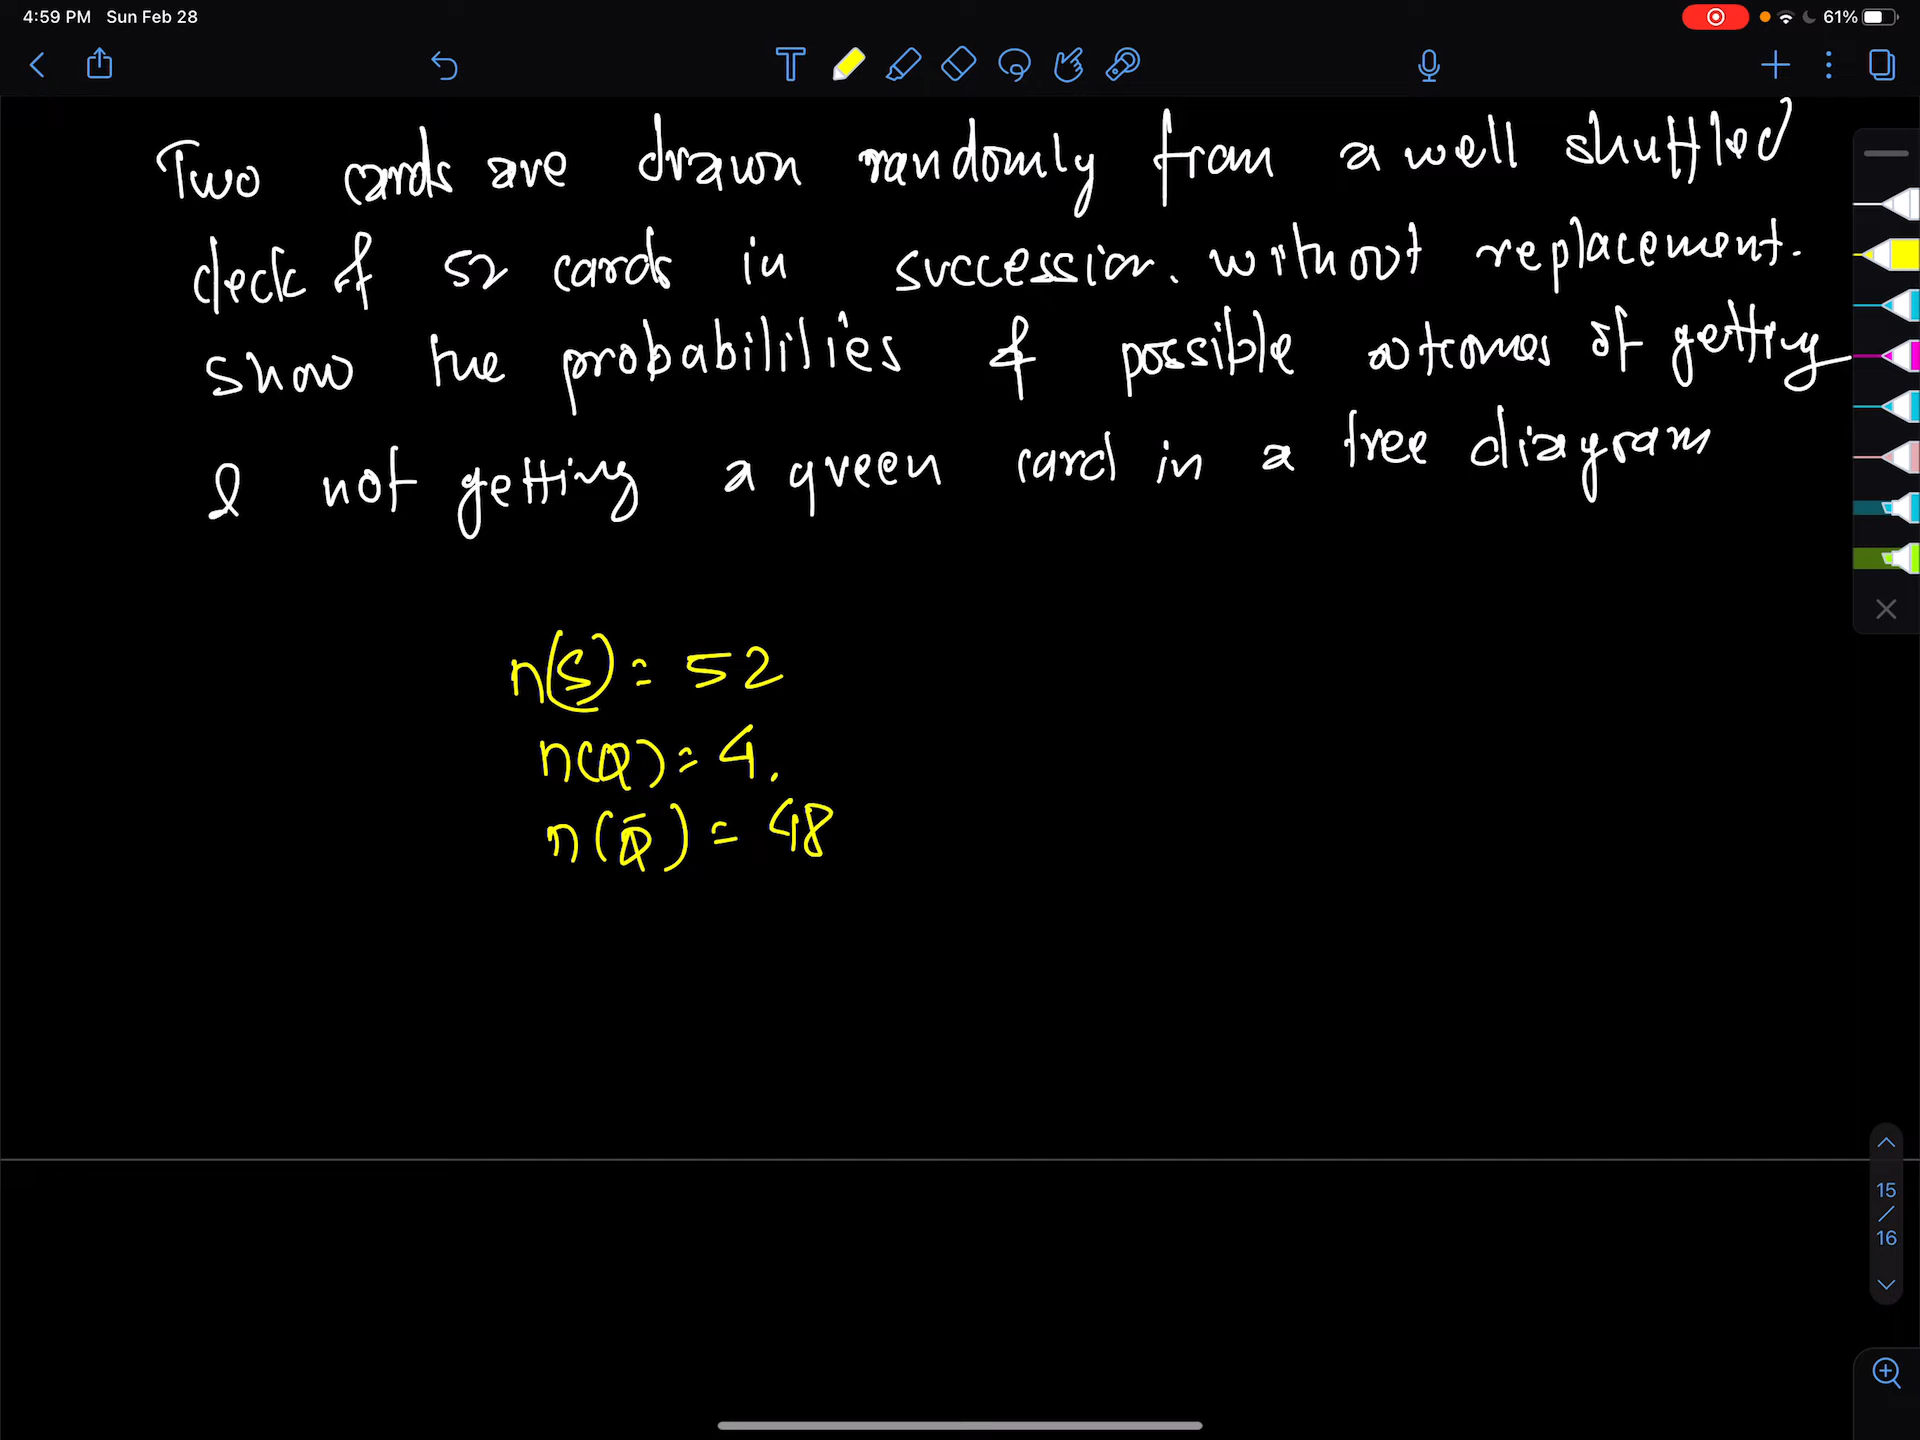 4:59 PM Sun Feb 28
61%
T
Two cards are drawn randomly from a well shuffled
deck of 52 cards in succession. without replacement.
show the probabilities & possible outcomes of getting
& not getting a queen card in a tree diagram
n(S) = 52
n(Q) = 4.
n(Q̄) = 48
15
/
16